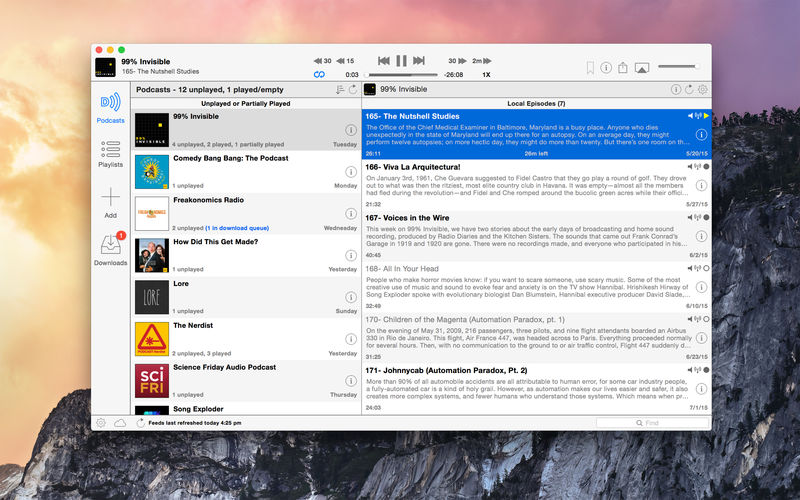 99% Invisible
165- The Nutshell Studies
30
15
30
2m
0:03
-26:08
1X
Podcasts
Playlists
Add
1
Downloads
Podcasts - 12 unplayed, 1 played/empty
Unplayed or Partially Played
99% Invisible
4 unplayed, 2 played, 1 partially played
Tuesday
Comedy Bang Bang: The Podcast
1 unplayed
Monday
Freakonomics Radio
2 unplayed (1 in download queue)
Wednesday
How Did This Get Made?
1 unplayed
Yesterday
LORE
Lore
1 unplayed
Sunday
The Nerdist
2 unplayed, 3 played
Yesterday
SCI
FRI
Science Friday Audio Podcast
1 unplayed
Thursday
Song Exploder
99% Invisible
Local Episodes (7)
165- The Nutshell Studies
The Office of the Chief Medical Examiner in Baltimore, Maryland is a busy place. Anyone who dies
unexpectedly in the state of Maryland will end up there for an autopsy. On an average day, they might
perform twelve autopsies; on more hectic day, they might do more than twenty. But there's one room on th...
26:11
26m left
5/20/15
166- Viva La Arquitectura!
On January 3rd, 1961, Che Guevara suggested to Fidel Castro that they go play a round of golf. They drove
out to what was then the ritziest, most elite country club in Havana. It was empty—almost all the members
had fled during the revolution—and Fidel and Che romped around the bucolic green acres while their offici...
21:32
5/27/15
167- Voices in the Wire
This week on 99% Invisible, we have two stories about the early days of broadcasting and home sound
recording, produced by Radio Diaries and the Kitchen Sisters. The sounds that came out Frank Conrad's
Garage in 1919 and 1920 are gone. There were no recordings made, and everyone who participated in his...
40:45
6/2/15
168- All In Your Head
People who make horror movies know: if you want to scare someone, use scary music. Some of the most
creative use of music and sound to evoke fear and anxiety is on the TV show Hannibal. Hrishikesh Hirway of
Song Exploder spoke with evolutionary biologist Dan Blumstein, Hannibal executive producer David Slade,...
32:49
6/10/15
170- Children of the Magenta (Automation Paradox, pt. 1)
On the evening of May 31, 2009, 216 passengers, three pilots, and nine flight attendants boarded an Airbus
330 in Rio de Janeiro. This flight, Air France 447, was headed across to Paris. Everything proceeded normally
for several hours. Then, with no communication to the ground to or air traffic control, Flight 447 suddenly d...
31:25
6/23/15
171- Johnnycab (Automation Paradox, Pt. 2)
More than 90% of all automobile accidents are all attributable to human error, for some car industry people,
a fully-automated car is a kind of holy grail. However, as automation makes our lives easier and safer, it also
creates more complex systems, and fewer humans who understand those systems. Which means when pr...
24:03
7/1/15
Feeds last refreshed today 4:25 pm
Find